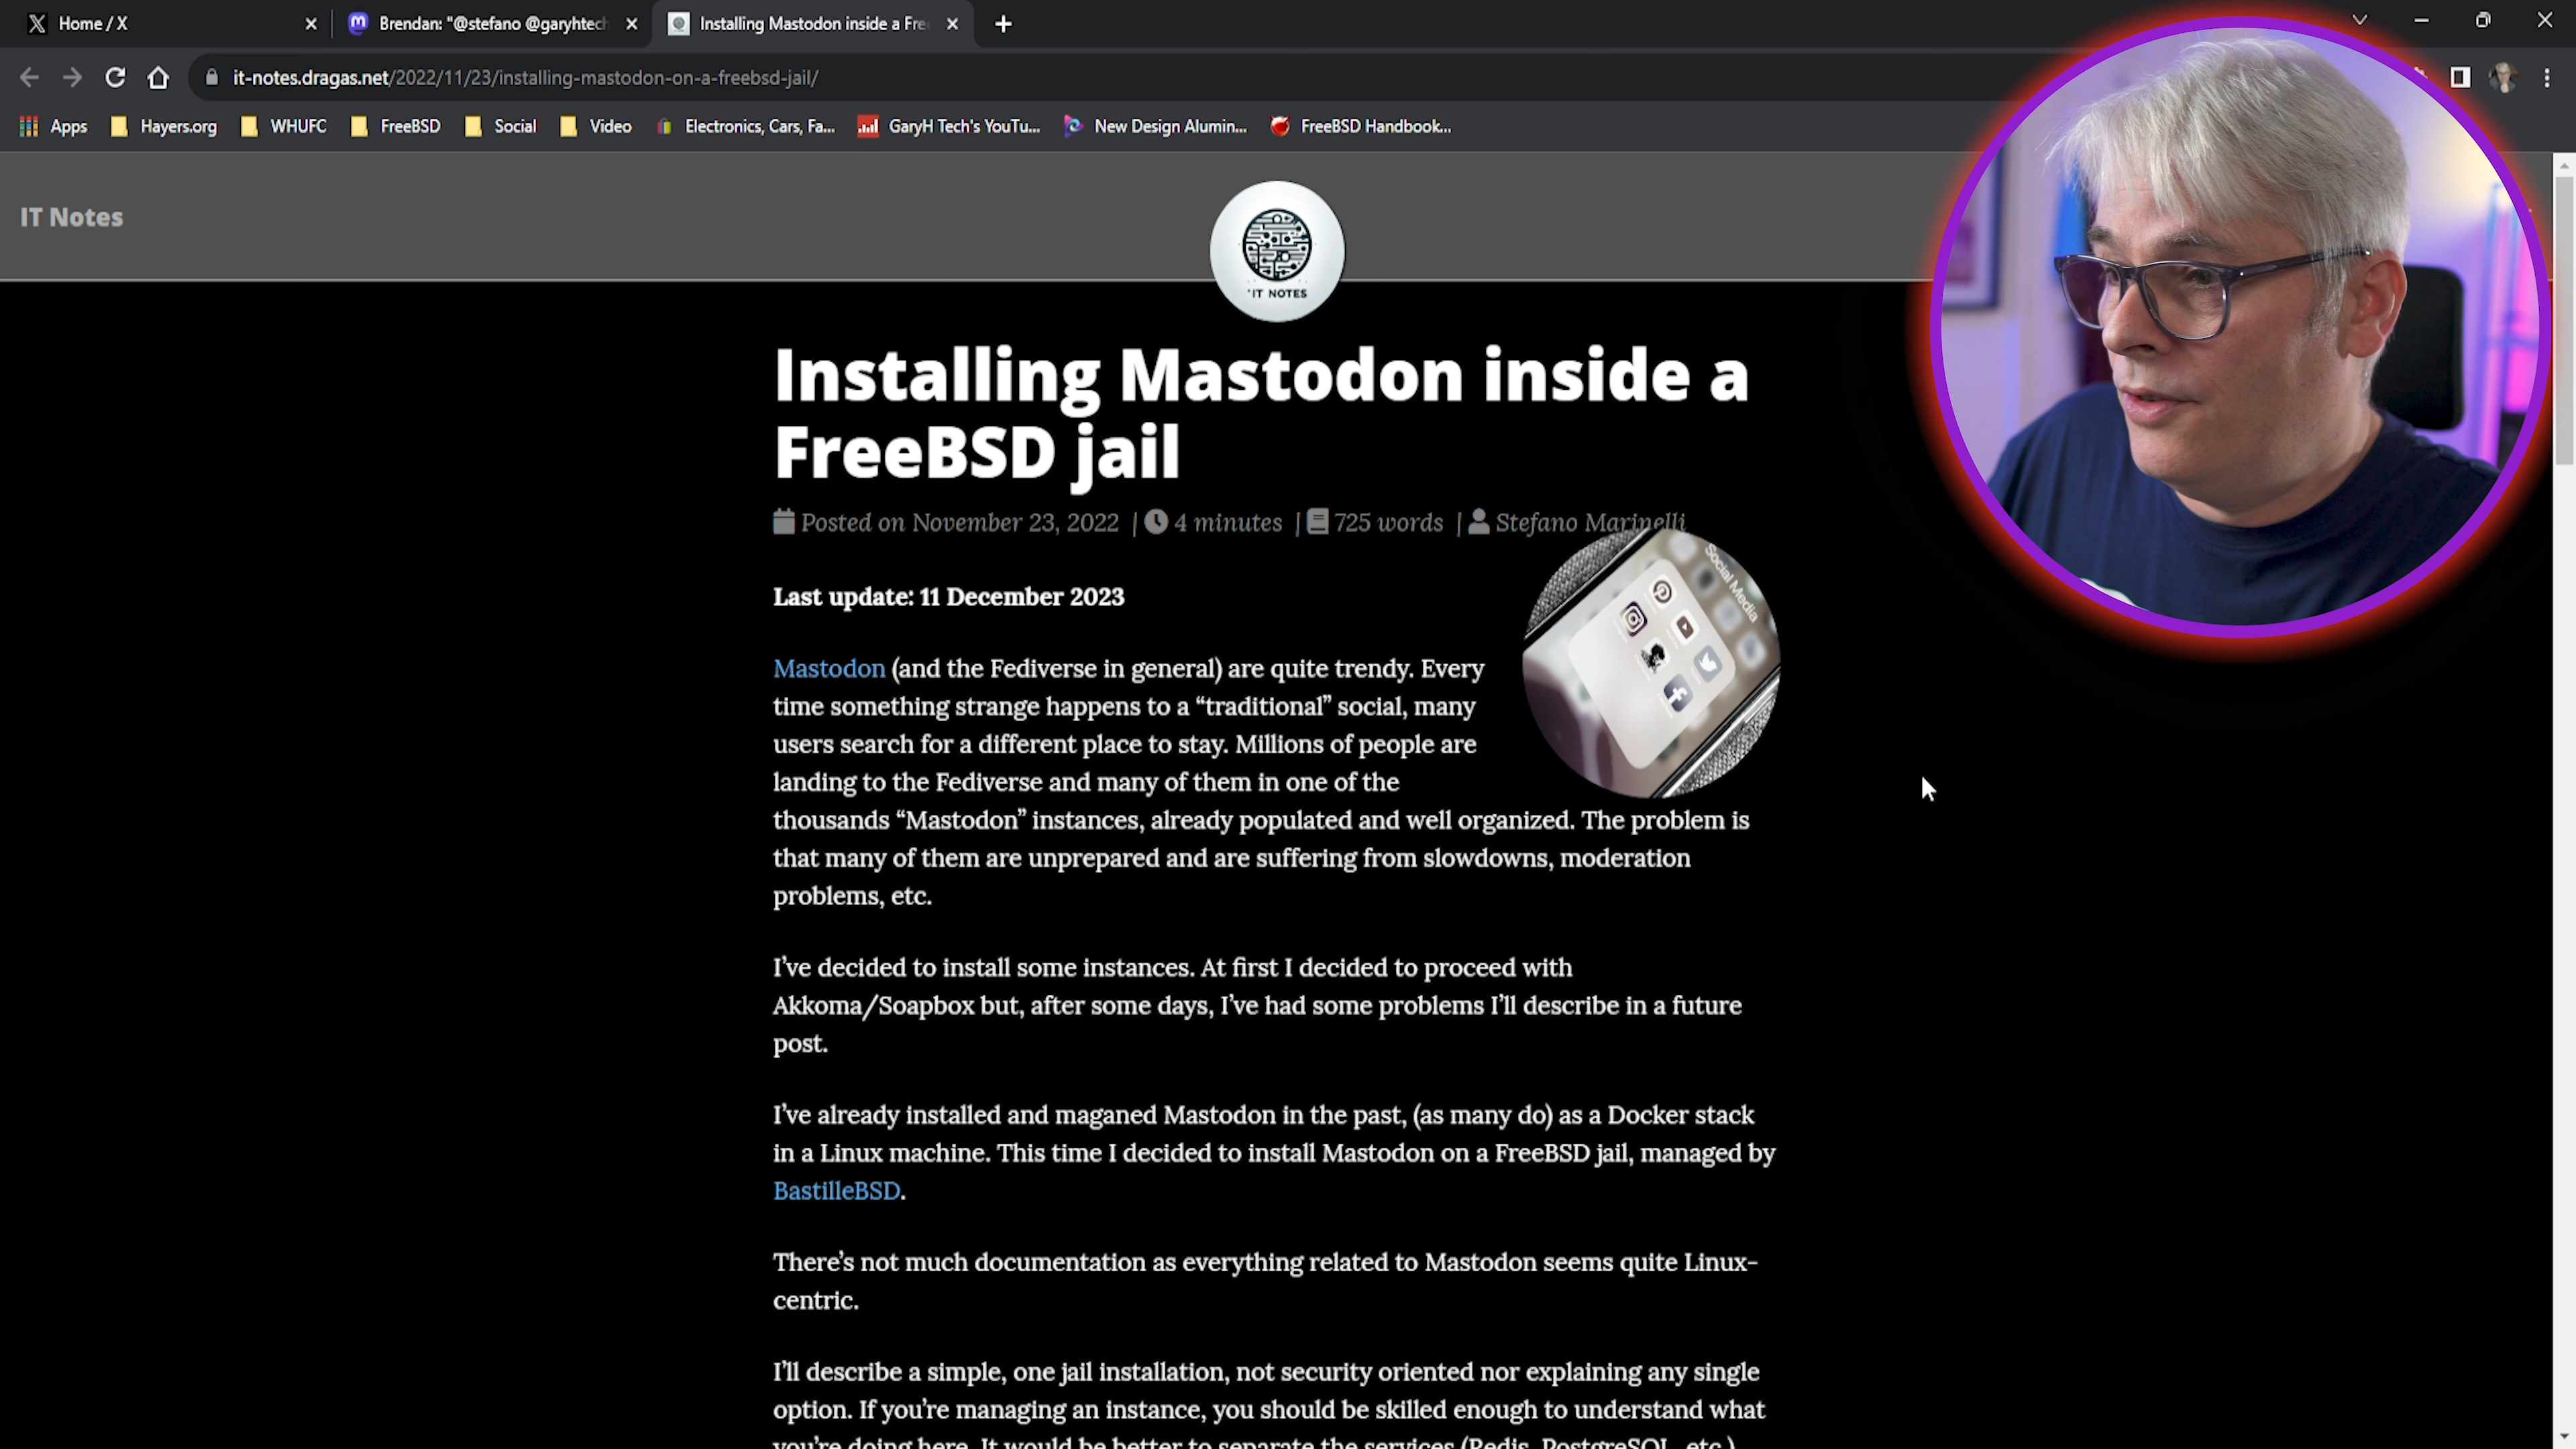 Home / X
Brendan: "@stefano @garyhtech
Installing Mastodon inside a Fre
it-notes.dragas.net/2022/11/23/installing-mastodon-on-a-freebsd-jail/
Apps
Hayers.org
WHUFC
FreeBSD
Social
Video
Electronics, Cars, Fa...
GaryH Tech's YouTu...
New Design Alumin...
FreeBSD Handbook...
IT Notes
IT NOTES
Installing Mastodon inside a
FreeBSD jail
Posted on November 23, 2022 | 4 minutes | 725 words | Stefano Marinelli
Social Media
Last update: 11 December 2023
Mastodon (and the Fediverse in general) are quite trendy. Every
time something strange happens to a “traditional” social, many
users search for a different place to stay. Millions of people are
landing to the Fediverse and many of them in one of the
thousands “Mastodon” instances, already populated and well organized. The problem is
that many of them are unprepared and are suffering from slowdowns, moderation
problems, etc.
I’ve decided to install some instances. At first I decided to proceed with
Akkoma/Soapbox but, after some days, I’ve had some problems I’ll describe in a future
post.
I’ve already installed and maganed Mastodon in the past, (as many do) as a Docker stack
in a Linux machine. This time I decided to install Mastodon on a FreeBSD jail, managed by
BastilleBSD.
There’s not much documentation as everything related to Mastodon seems quite Linux-
centric.
I’ll describe a simple, one jail installation, not security oriented nor explaining any single
option. If you’re managing an instance, you should be skilled enough to understand what
you’re doing here. It would be better to separate the services (Redis, PostgreSQL, etc.)